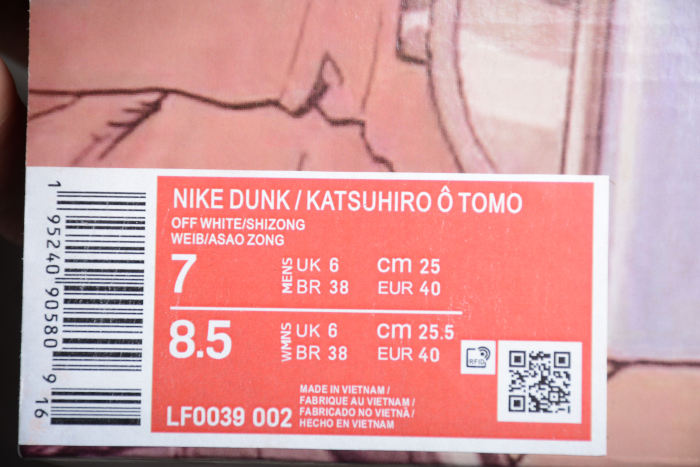 NIKE DUNK / KATSUHIRO Ô TOMO
OFF WHITE/SHIZONG
WEIB/ASAO ZONG
7 MENS UK 6 cm 25
BR 38 EUR 40
8.5 WMNS UK 6 cm 25.5
BR 38 EUR 40
RFID
MADE IN VIETNAM /
FABRIQUE AU VIETNAM /
FABRICADO NO VIETNÃ /
HECHO EN VIETNAM
LF0039 002
1 95240 90580 9 16